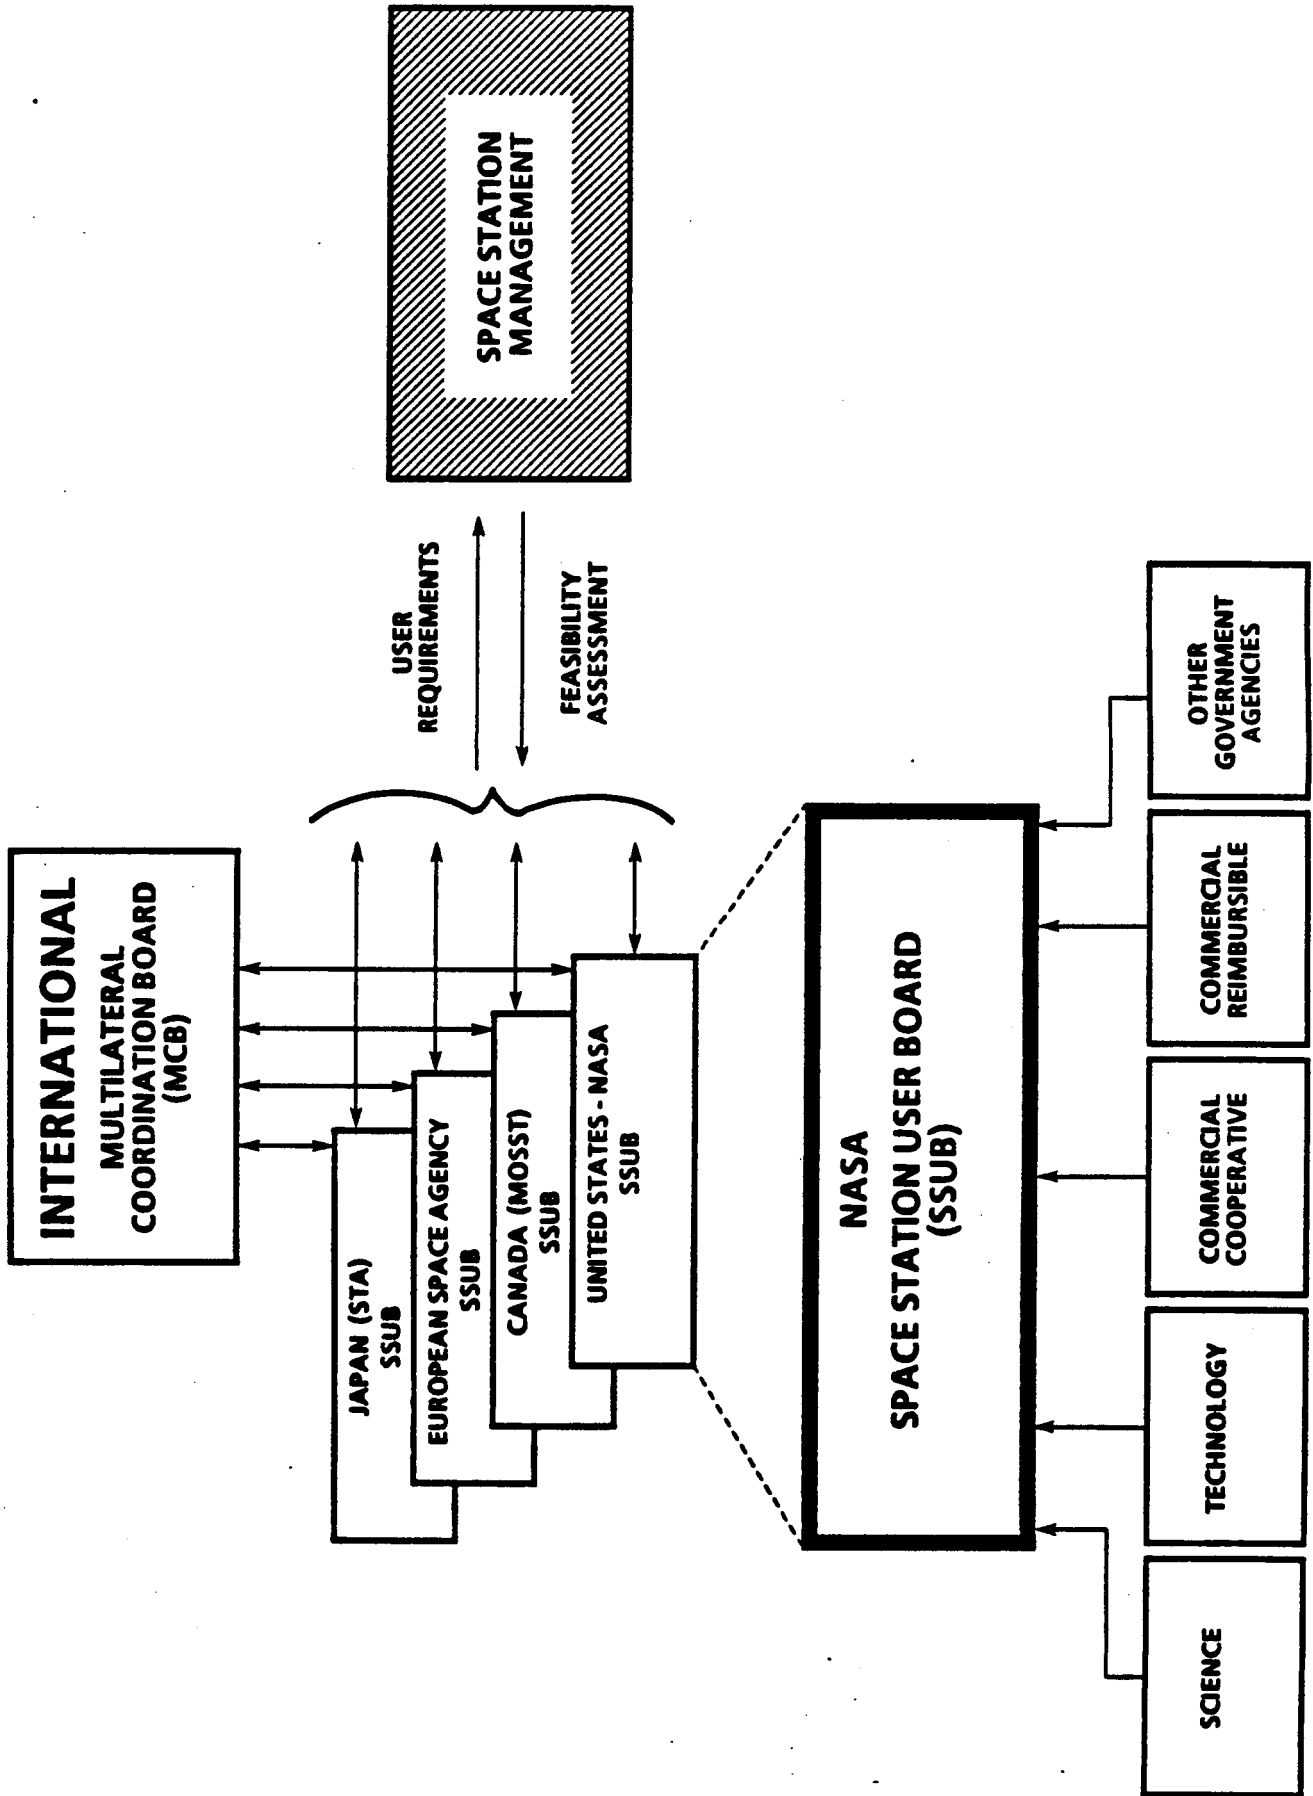 INTERNATIONAL
MULTILATERAL
COORDINATION BOARD
(MCB)
JAPAN (STA)
SSUB
EUROPEAN SPACE AGENCY
SSUB
CANADA (MOSST)
SSUB
UNITED STATES - NASA
SSUB
USER
REQUIREMENTS
FEASIBILITY
ASSESSMENT
SPACE STATION
MANAGEMENT
NASA
SPACE STATION USER BOARD
(SSUB)
SCIENCE
TECHNOLOGY
COMMERCIAL
COOPERATIVE
COMMERCIAL
REIMBURSIBLE
OTHER
GOVERNMENT
AGENCIES